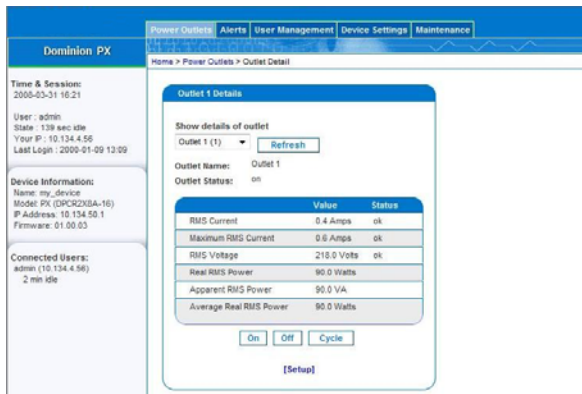 Power Outlets Alerts User Management Device Settings Maintenance
Dominion PX
Home > Power Outlets > Outlet Detail
Time & Session:
2008-03-31 16:21
User : admin
State : 139 sec idle
Your IP : 10.134.4.56
Last Login : 2000-01-09 13:09
Device Information:
Name: my_device
Model: PX (DPCR2X8A-16)
IP Address: 10.134.50.1
Firmware: 01.00.03
Connected Users:
admin (10.134.4.56)
2 min idle
Outlet 1 Details
Show details of outlet
Outlet 1 (1) Refresh
Outlet Name: Outlet 1
Outlet Status: on
Value Status
RMS Current 0.4 Amps ok
Maximum RMS Current 0.6 Amps ok
RMS Voltage 218.0 Volts ok
Real RMS Power 90.0 Watts
Apparent RMS Power 90.0 VA
Average Real RMS Power 90.0 Watts
On Off Cycle
[Setup]